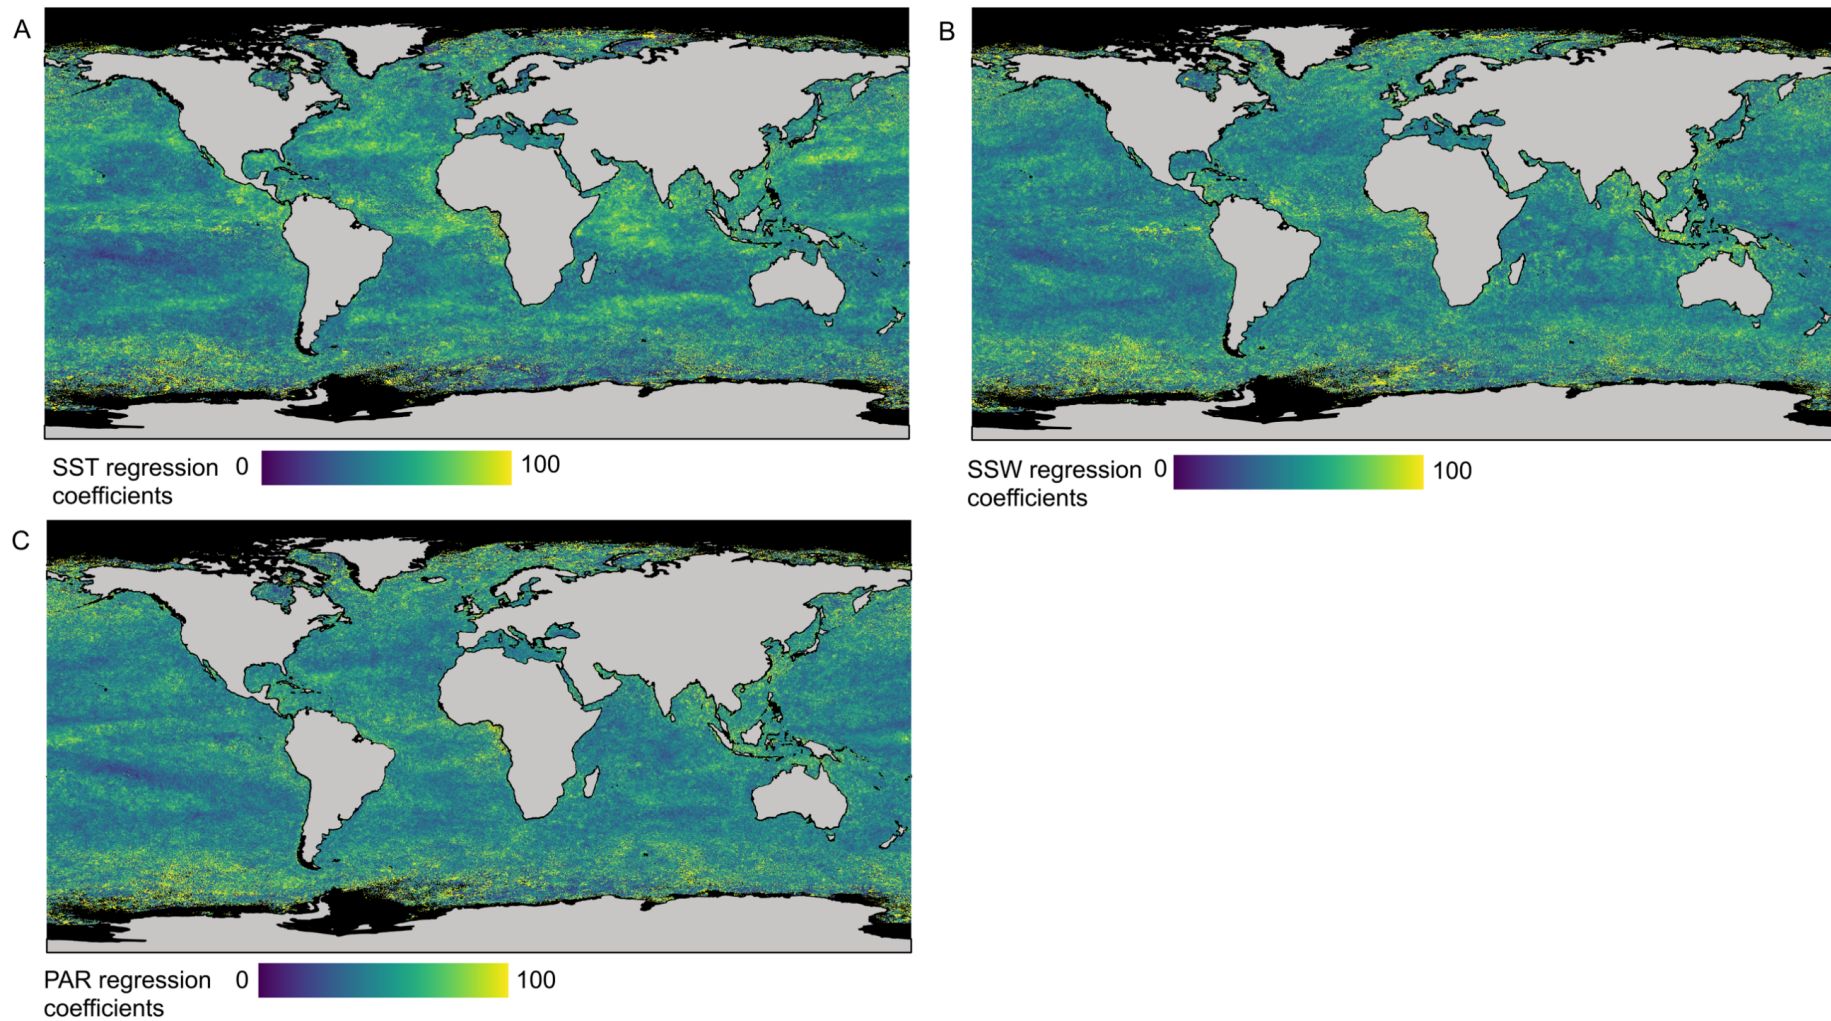 A
B
SST regression 0 100
coefficients
SSW regression 0 100
coefficients
C
PAR regression 0 100
coefficients